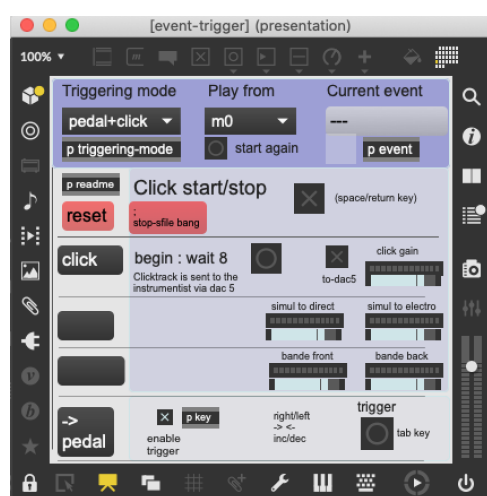 [event-trigger] (presentation)
100%
Triggering mode
Play from
Current event
pedal+click
m0
---
p triggering-mode
start again
p event
p readme
Click start/stop
(space/return key)
reset
;
stop-sfile bang
click
begin : wait 8
click gain
Clicktrack is sent to the
instrumentist via dac 5
to-dac5
simul to direct
simul to electro
bande front
bande back
->
pedal
p key
enable
trigger
right/left
-> <-
inc/dec
trigger
tab key